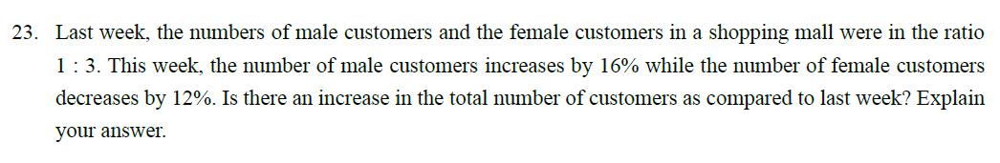 23. Last week, the numbers of male customers and the female customers in a shopping mall were in the ratio
1 : 3. This week, the number of male customers increases by 16% while the number of female customers
decreases by 12%. Is there an increase in the total number of customers as compared to last week? Explain
your answer.